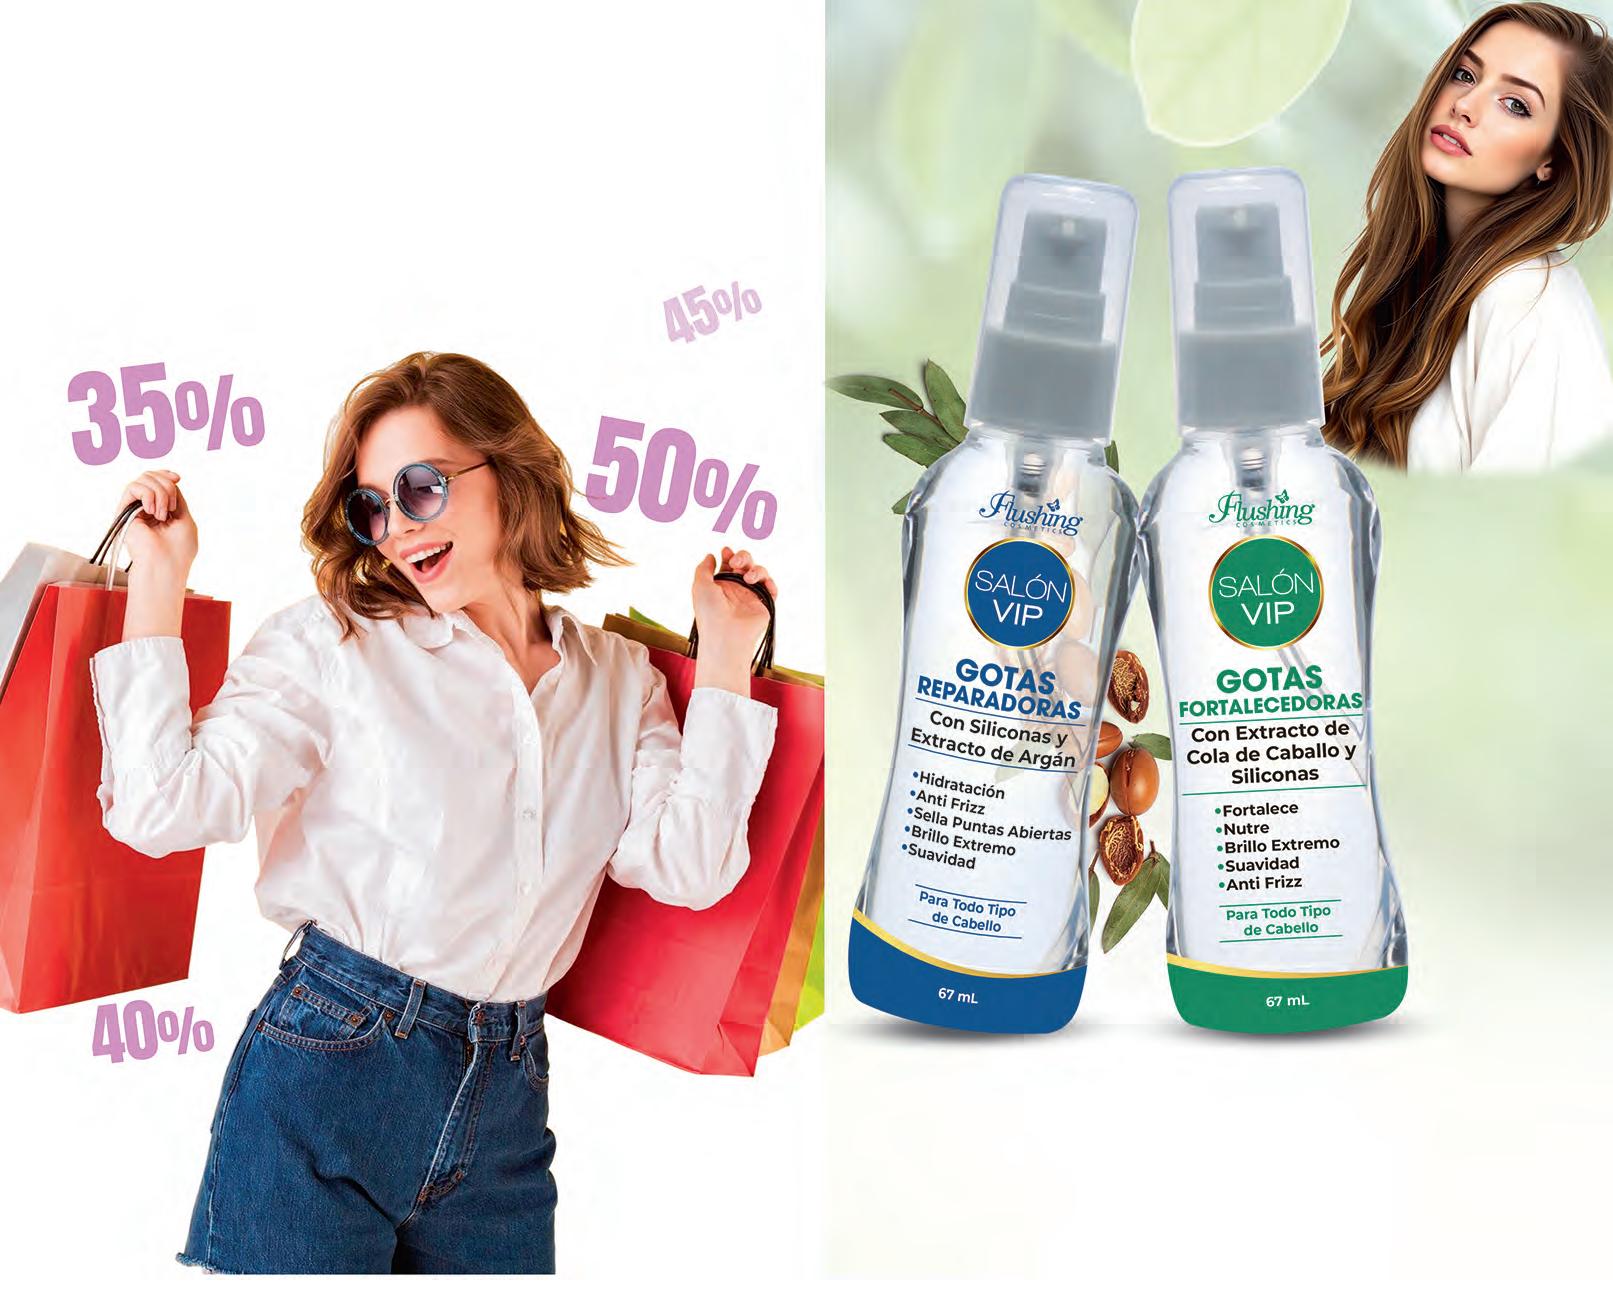 45%
35%
50%
40%
Flushing
COSMETICS
SALÓN
VIP
GOTAS
REPARADORAS
Con Siliconas y
Extracto de Argán
•Hidratación
•Anti Frizz
•Sella Puntas Abiertas
•Brillo Extremo
•Suavidad
Para Todo Tipo
de Cabello
67 mL
Flushing
COSMETICS
SALÓN
VIP
GOTAS
FORTALECEDORAS
Con Extracto de
Cola de Caballo y
Siliconas
•Fortalece
•Nutre
•Brillo Extremo
•Suavidad
•Anti Frizz
Para Todo Tipo
de Cabello
67 mL